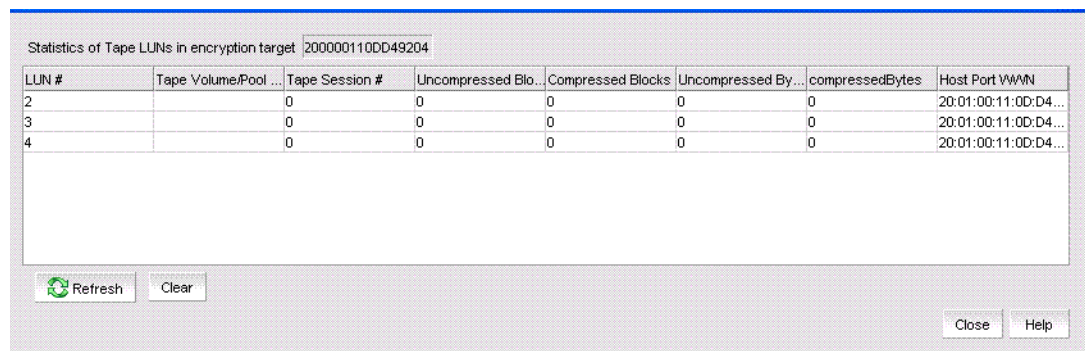 Statistics of Tape LUNs in encryption target 200000110DD49204
LUN # Tape Volume/Pool ... Tape Session # Uncompressed Blo... Compressed Blocks Uncompressed By... compressedBytes Host Port WWN
2 0 0 0 0 0 20:01:00:11:0D:D4...
3 0 0 0 0 0 20:01:00:11:0D:D4...
4 0 0 0 0 0 20:01:00:11:0D:D4...
Refresh Clear
Close Help